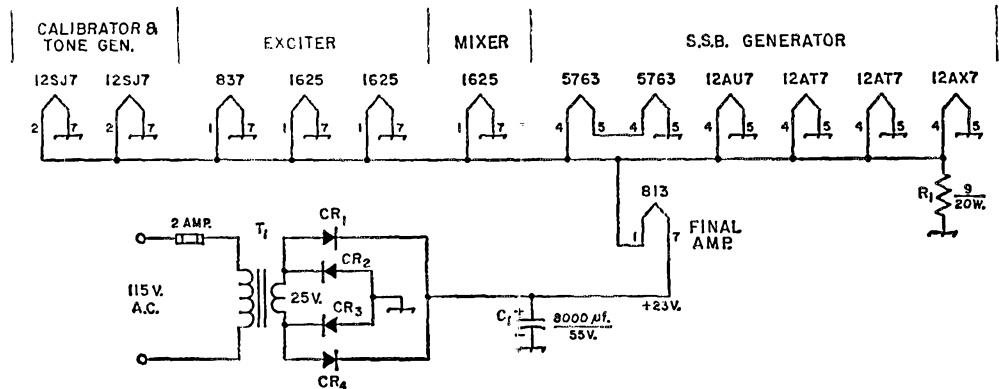 CALIBRATOR &
TONE GEN.
EXCITER
MIXER
S.S.B. GENERATOR
12SJ7 12SJ7 837 1625 1625 1625 5763 5763 12AU7 12AT7 12AT7 12AX7
2 7 2 7 1 7 1 7 1 7 1 7 4 5 4 5 4 5 4 5 4 5 4 5
R1 9
20W.
813
1 7
FINAL
AMP.
2 AMP.
T1
CR1
CR2
115 V.
A.C.
25V.
CR3
CR4
+23V.
C1 + 8000 µf.
- 55V.